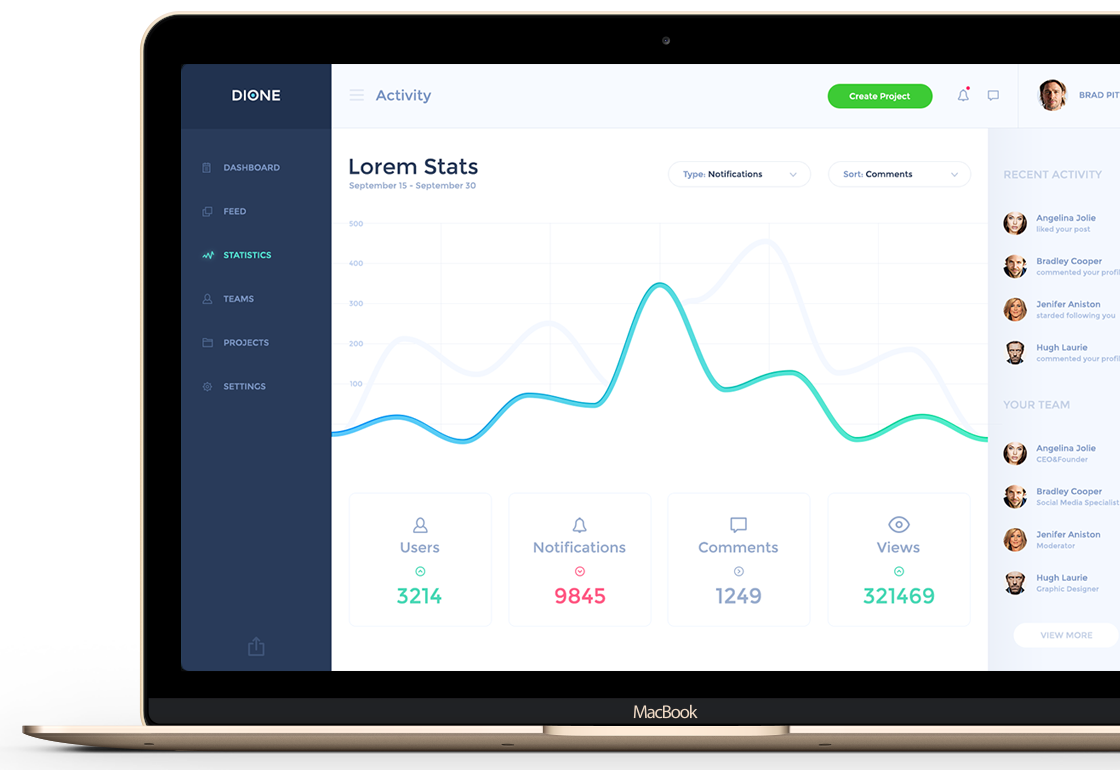 DIONE
Activity
Create Project
BRAD PIT
DASHBOARD
FEED
STATISTICS
TEAMS
PROJECTS
SETTINGS
Lorem Stats
September 15 - September 30
Type: Notifications
Sort: Comments
500
400
300
200
100
Users
3214
Notifications
9845
Comments
1249
Views
321469
RECENT ACTIVITY
Angelina Jolie
liked your post
Bradley Cooper
commented your profil
Jenifer Aniston
starded following you
Hugh Laurie
commented your profil
YOUR TEAM
Angelina Jolie
CEO&Founder
Bradley Cooper
Social Media Specialist
Jenifer Aniston
Moderator
Hugh Laurie
Graphic Designer
VIEW MORE
MacBook